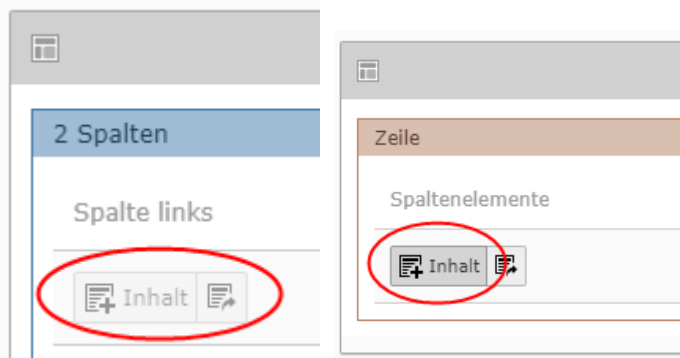 2 Spalten
Spalte links
Inhalt
Zeile
Spaltenelemente
Inhalt